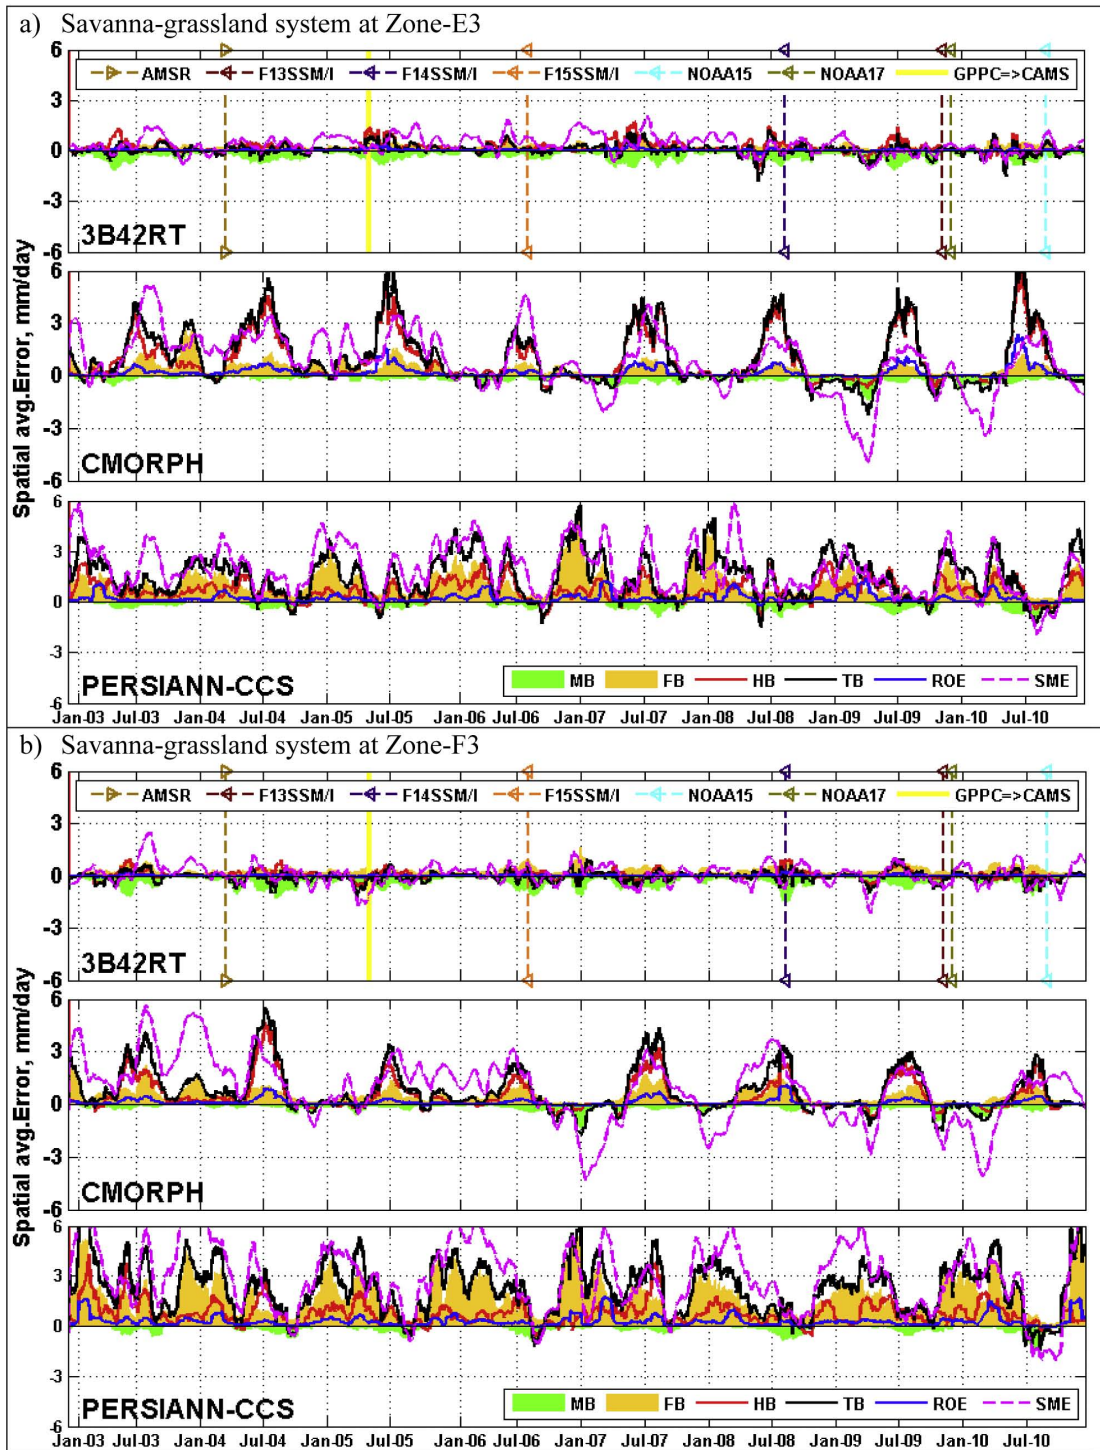 a) Savanna-grassland system at Zone-E3
6
AMSR F13SSM/I F14SSM/I F15SSM/I NOAA15 NOAA17 GPPC=>CAMS
3
0
-3
3B42RT
-6
6
3
0
-3
CMORPH
-6
6
3
0
-3
PERSIANN-CCS
MB FB HB TB ROE SME
-6
Jan-03 Jul-03 Jan-04 Jul-04 Jan-05 Jul-05 Jan-06 Jul-06 Jan-07 Jul-07 Jan-08 Jul-08 Jan-09 Jul-09 Jan-10 Jul-10
Spatial avg.Error, mm/day
b) Savanna-grassland system at Zone-F3
6
AMSR F13SSM/I F14SSM/I F15SSM/I NOAA15 NOAA17 GPPC=>CAMS
3
0
-3
3B42RT
-6
6
3
0
-3
CMORPH
-6
6
3
0
-3
PERSIANN-CCS
MB FB HB TB ROE SME
-6
Jan-03 Jul-03 Jan-04 Jul-04 Jan-05 Jul-05 Jan-06 Jul-06 Jan-07 Jul-07 Jan-08 Jul-08 Jan-09 Jul-09 Jan-10 Jul-10
Spatial avg.Error, mm/day